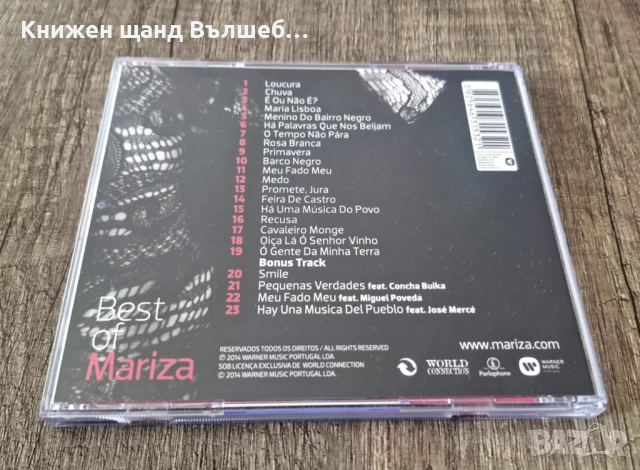 Книжен щанд Вълшеб...
1 Loucura
2 Chuva
3 É Ou Não É?
4 Maria Lisboa
5 Menino Do Bairro Negro
6 Há Palavras Que Nos Beijam
7 O Tempo Não Pára
8 Rosa Branca
9 Primavera
10 Barco Negro
11 Meu Fado Meu
12 Medo
13 Promete, Jura
14 Feira De Castro
15 Há Uma Música Do Povo
16 Recusa
17 Cavaleiro Monge
18 Oiça Lá Ó Senhor Vinho
19 Ó Gente Da Minha Terra
Bonus Track
20 Smile
21 Pequenas Verdades feat. Concha Buika
22 Meu Fado Meu feat. Miguel Poveda
23 Hay Una Musica Del Pueblo feat. José Mercé
Best
of
Mariza
RESERVADOS TODOS OS DIREITOS / ALL RIGHTS RESERVED
℗ 2014 WARNER MUSIC PORTUGAL LDA.
SOB LICENÇA EXCLUSIVA DE WORLD CONNECTION
© 2014 WARNER MUSIC PORTUGAL LDA.
www.mariza.com
WORLD
CONNECTION
Parlophone
WARNER
MUSIC
BAZAR